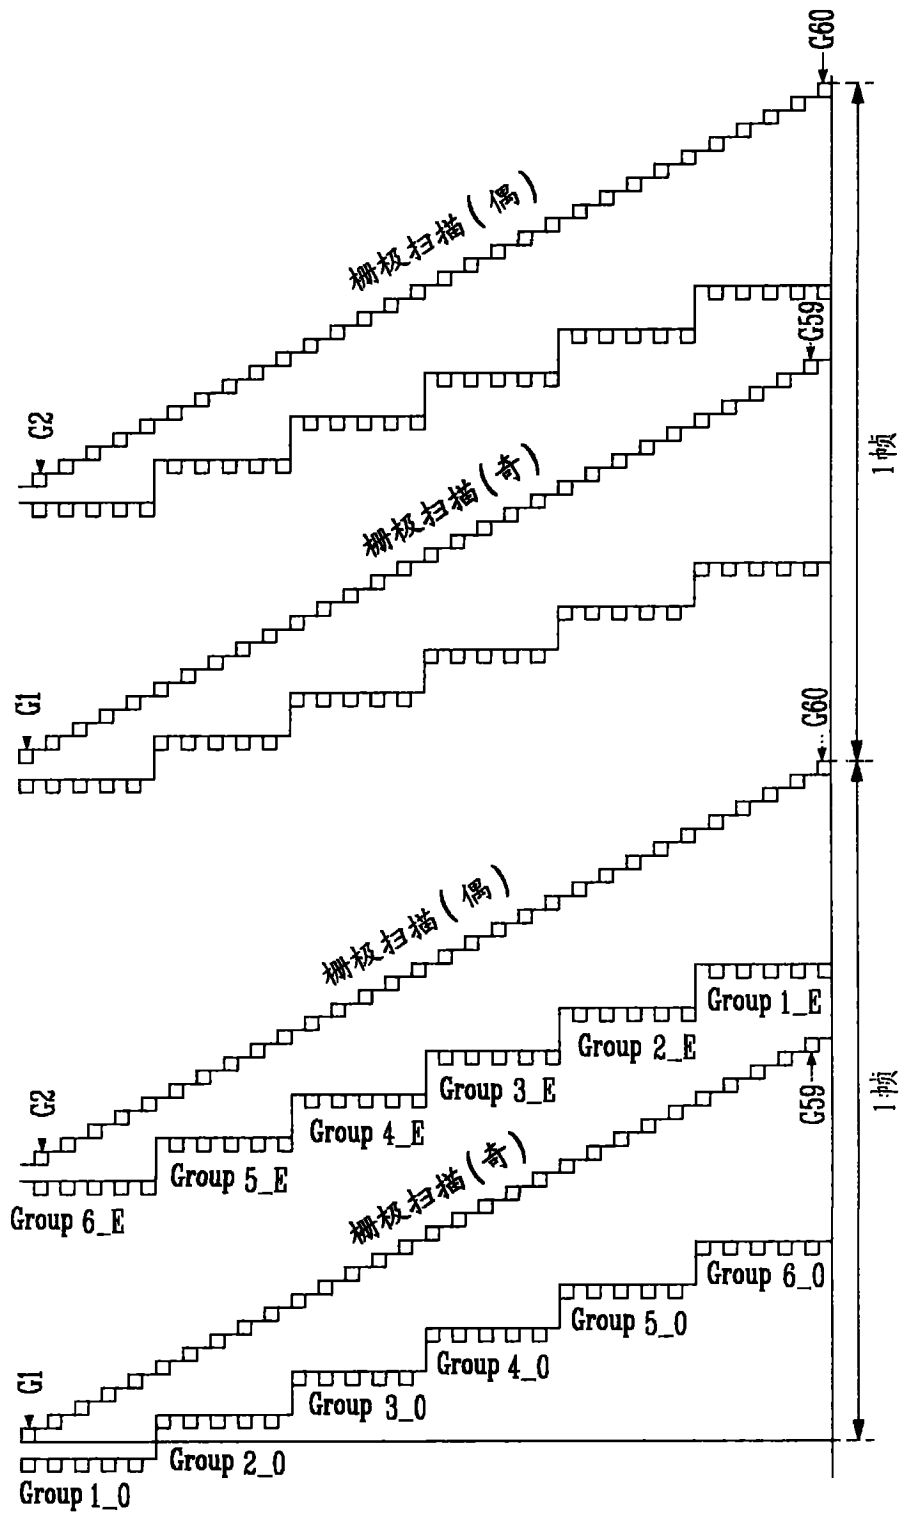 G60
栅极扫描(偶)
G59
G2
1帧
栅极扫描(奇)
G1
G60
栅极扫描(偶)
Group 1_E
Group 2_E
G59
Group 3_E
1帧
G2
Group 4_E
Group 5_E
栅极扫描(奇)
Group 6_E
Group 6_0
Group 5_0
Group 4_0
G1
Group 3_0
Group 2_0
Group 1_0